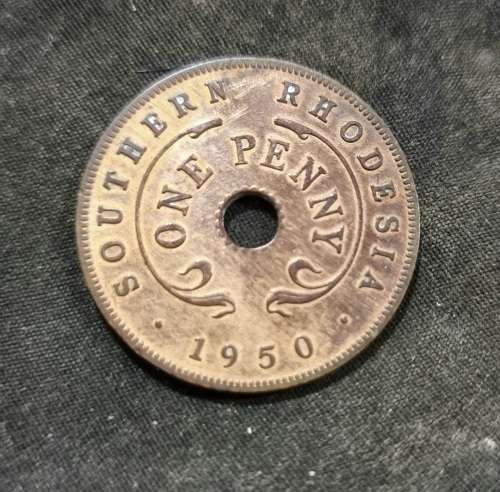 SOUTHERN RHODESIA
ONE PENNY
· 1950 ·